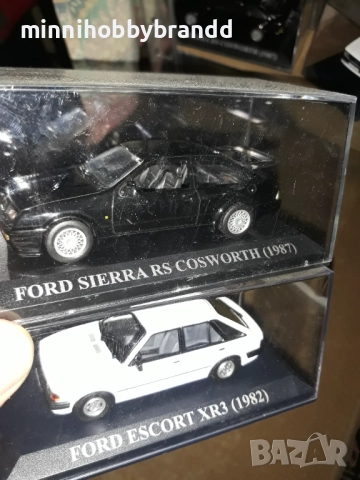 minnihobbybrandd
FORD SIERRA RS COSWORTH (1987)
FORD ESCORT XR3 (1982)
BAZAR